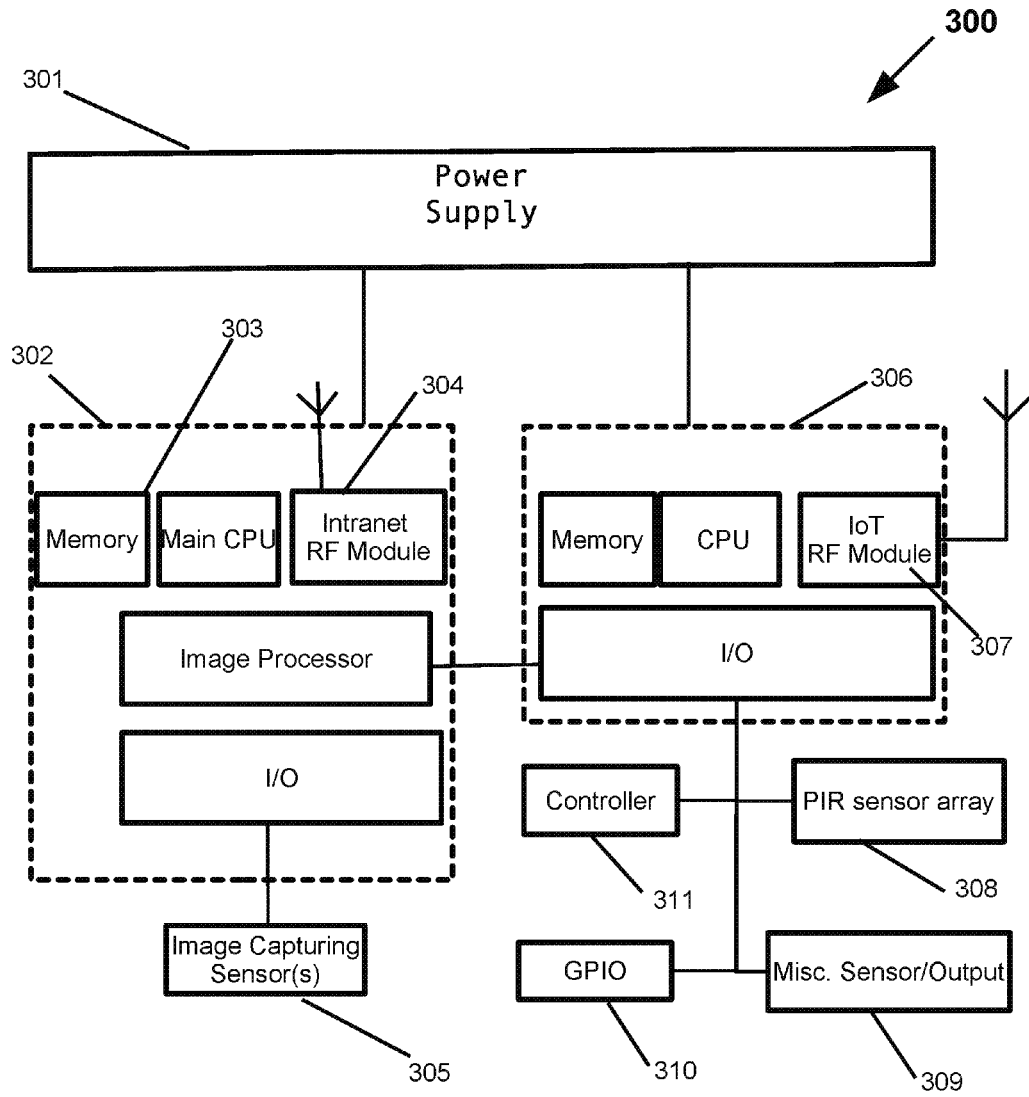 300
301
Power
Supply
302
303
304
306
Memory
Main CPU
Intranet
RF Module
Memory
CPU
IoT
RF Module
307
Image Processor
I/O
I/O
Controller
PIR sensor array
311
308
Image Capturing
Sensor(s)
GPIO
Misc. Sensor/Output
305
310
309